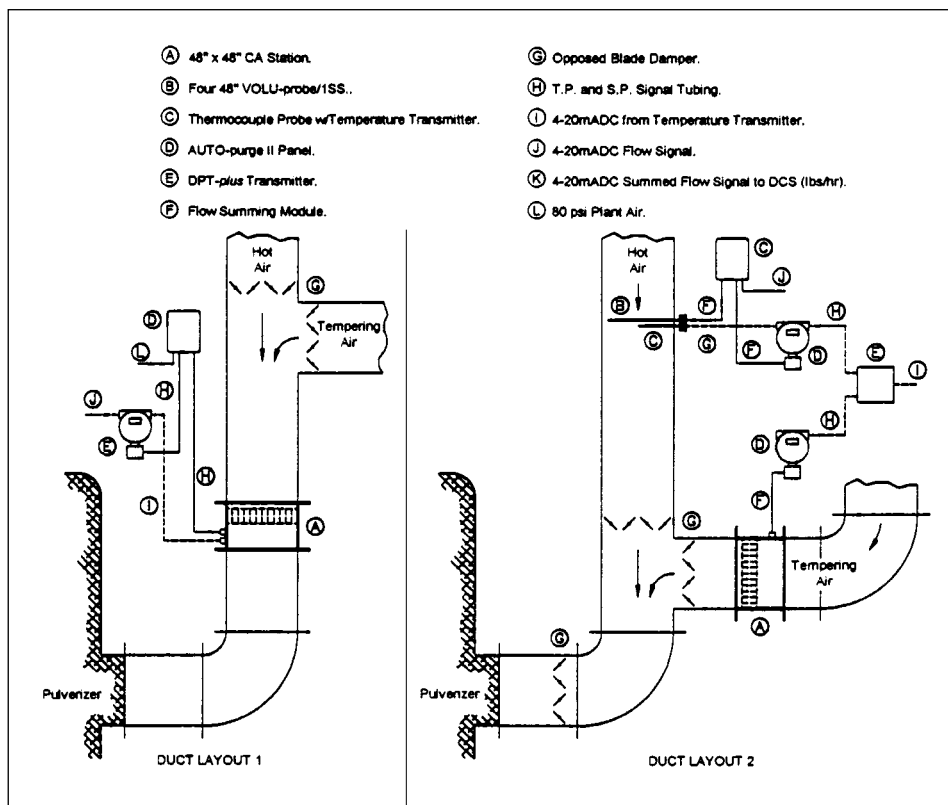 Ⓐ 48" x 48" CA Station.
Ⓑ Four 48" VOLU-probe/1SS..
Ⓒ Thermocouple Probe w/Temperature Transmitter.
Ⓓ AUTO-purge II Panel.
Ⓔ DPT-plus Transmitter.
Ⓕ Flow Summing Module.
Ⓖ Opposed Blade Damper.
Ⓗ T.P. and S.P. Signal Tubing.
Ⓘ 4-20mADC from Temperature Transmitter.
Ⓙ 4-20mADC Flow Signal.
Ⓚ 4-20mADC Summed Flow Signal to DCS (lbs/hr).
Ⓛ 80 psi Plant Air.
Hot
Air
Ⓖ
Tempering
Air
Ⓓ
Ⓛ
Ⓗ
Ⓙ
Ⓔ
Ⓗ
Ⓘ
Ⓐ
Pulverizer
DUCT LAYOUT 1
Hot
Air
Ⓒ
Ⓙ
Ⓑ
Ⓕ
Ⓗ
Ⓒ
Ⓖ
Ⓕ
Ⓓ
Ⓔ
Ⓘ
Ⓗ
Ⓓ
Ⓕ
Ⓖ
Tempering
Air
Ⓐ
Ⓖ
Pulverizer
DUCT LAYOUT 2